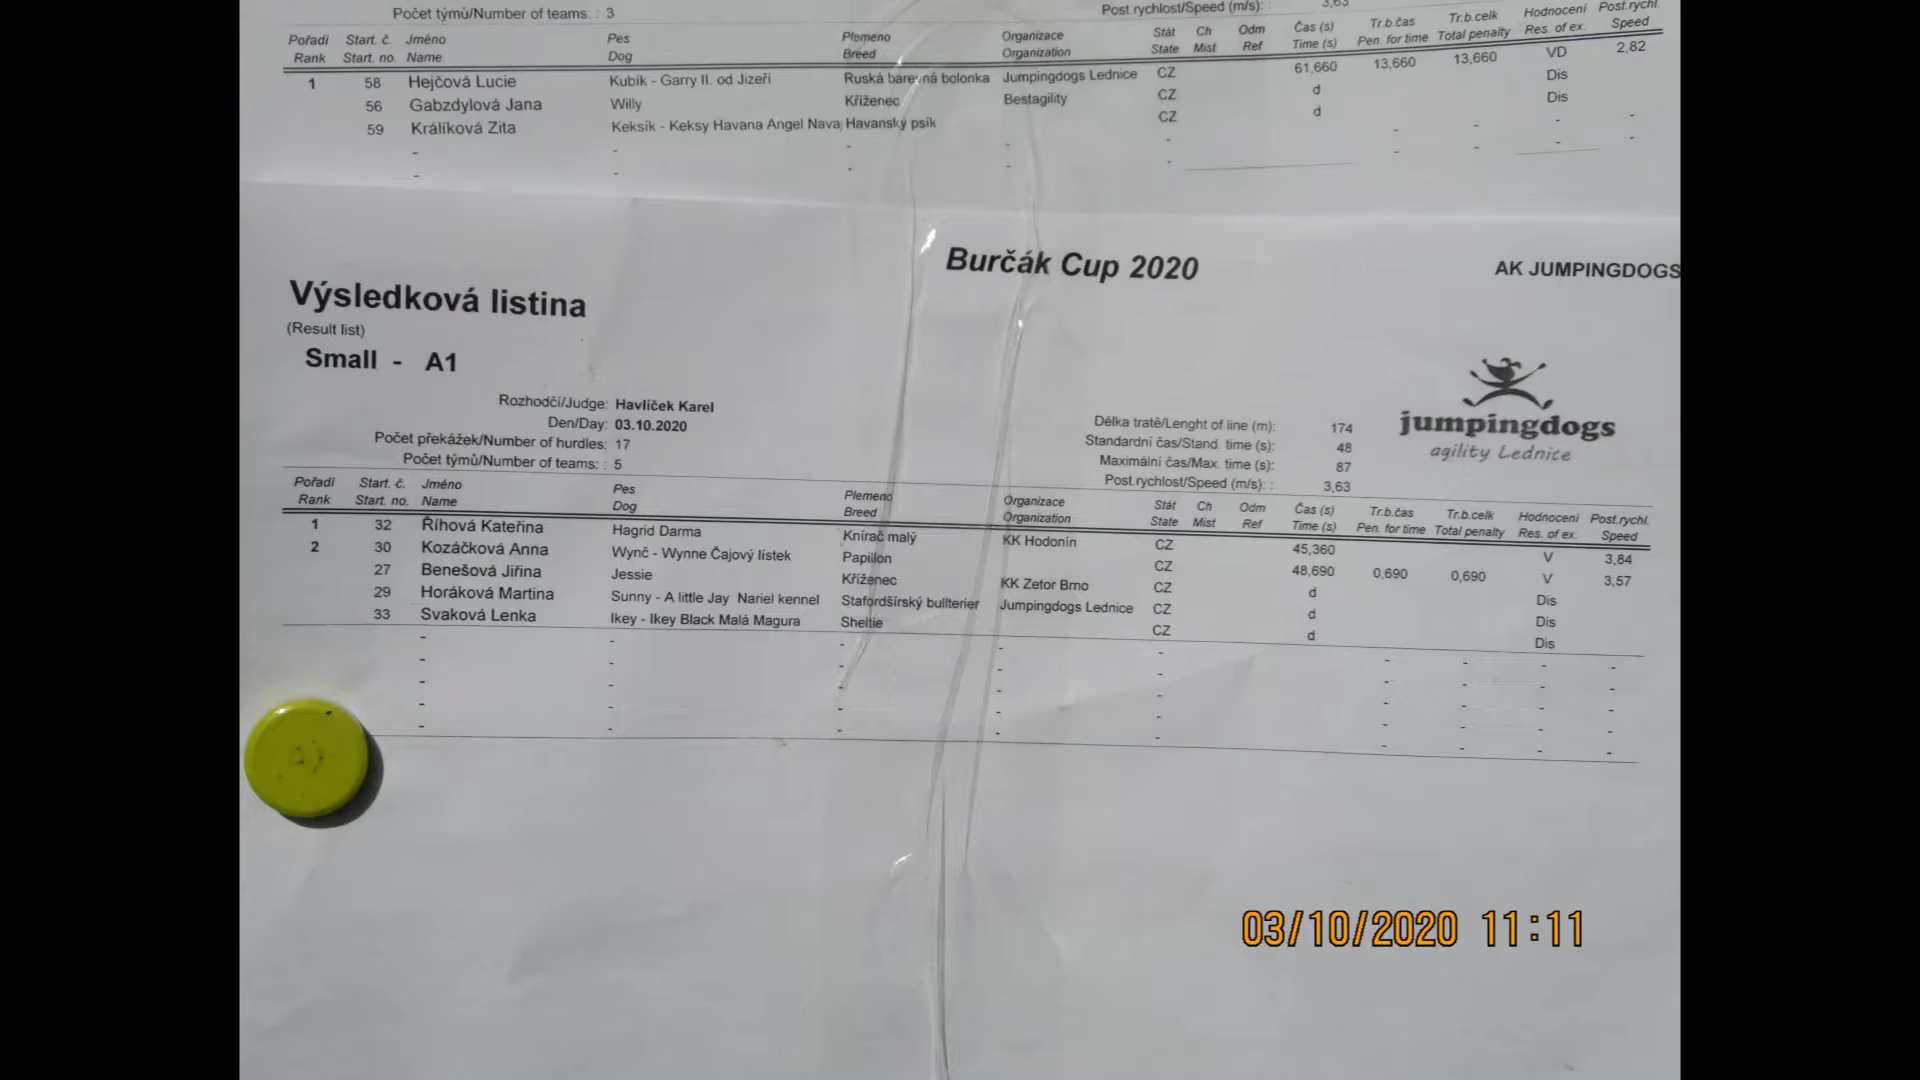 Počet týmů/Number of teams: : 3
Post.rychlost/Speed (m/s): : 3,63
Pořadí Start. č. Jméno Pes Plemeno Organizace Stát Ch Odm Čas (s) Tr.b.čas Tr.b.celk Hodnocení Post.rychl.
Rank Start. no. Name Dog Breed Organization State Mist Ref Time (s) Pen. for time Total penalty Res. of ex. Speed
1 58 Hejčová Lucie Kubík - Garry II. od Jizeří Ruská barevná bolonka Jumpingdogs Lednice CZ 61,660 13,660 13,660 VD 2,82
56 Gabzdylová Jana Willy Kříženec Bestagility CZ d Dis
59 Králíková Zita Keksík - Keksy Havana Angel Nava Havanský psík CZ d Dis
- - - - - - - - -
- - - - - - - - -
Burčák Cup 2020
AK JUMPINGDOGS
Výsledková listina
(Result list)
Small - A1
Rozhodčí/Judge: Havlíček Karel
Den/Day: 03.10.2020
Počet překážek/Number of hurdles: 17
Počet týmů/Number of teams: : 5
Délka tratě/Lenght of line (m): 174
Standardní čas/Stand. time (s): 48
Maximální čas/Max. time (s): 87
Post.rychlost/Speed (m/s): : 3,63
jumpingdogs
agility Lednice
Pořadí Start. č. Jméno Pes Plemeno Organizace Stát Ch Odm Čas (s) Tr.b.čas Tr.b.celk Hodnocení Post.rychl.
Rank Start. no. Name Dog Breed Organization State Mist Ref Time (s) Pen. for time Total penalty Res. of ex. Speed
1 32 Říhová Kateřina Hagrid Darma Knírač malý KK Hodonín CZ 45,360 V 3,84
2 30 Kozáčková Anna Wynč - Wynne Čajový lístek Papillon CZ 48,690 0,690 0,690 V 3,57
27 Benešová Jiřina Jessie Kříženec KK Zetor Brno CZ d Dis
29 Horáková Martina Sunny - A little Jay Nariel kennel Stafordšírský bullterier Jumpingdogs Lednice CZ d Dis
33 Svaková Lenka Ikey - Ikey Black Malá Magura Sheltie CZ d Dis
- - - - - - - - -
- - - - - - - - -
- - - - - - - - -
- - - - - - - - -
- - - - - - - - -
03/10/2020 11:11